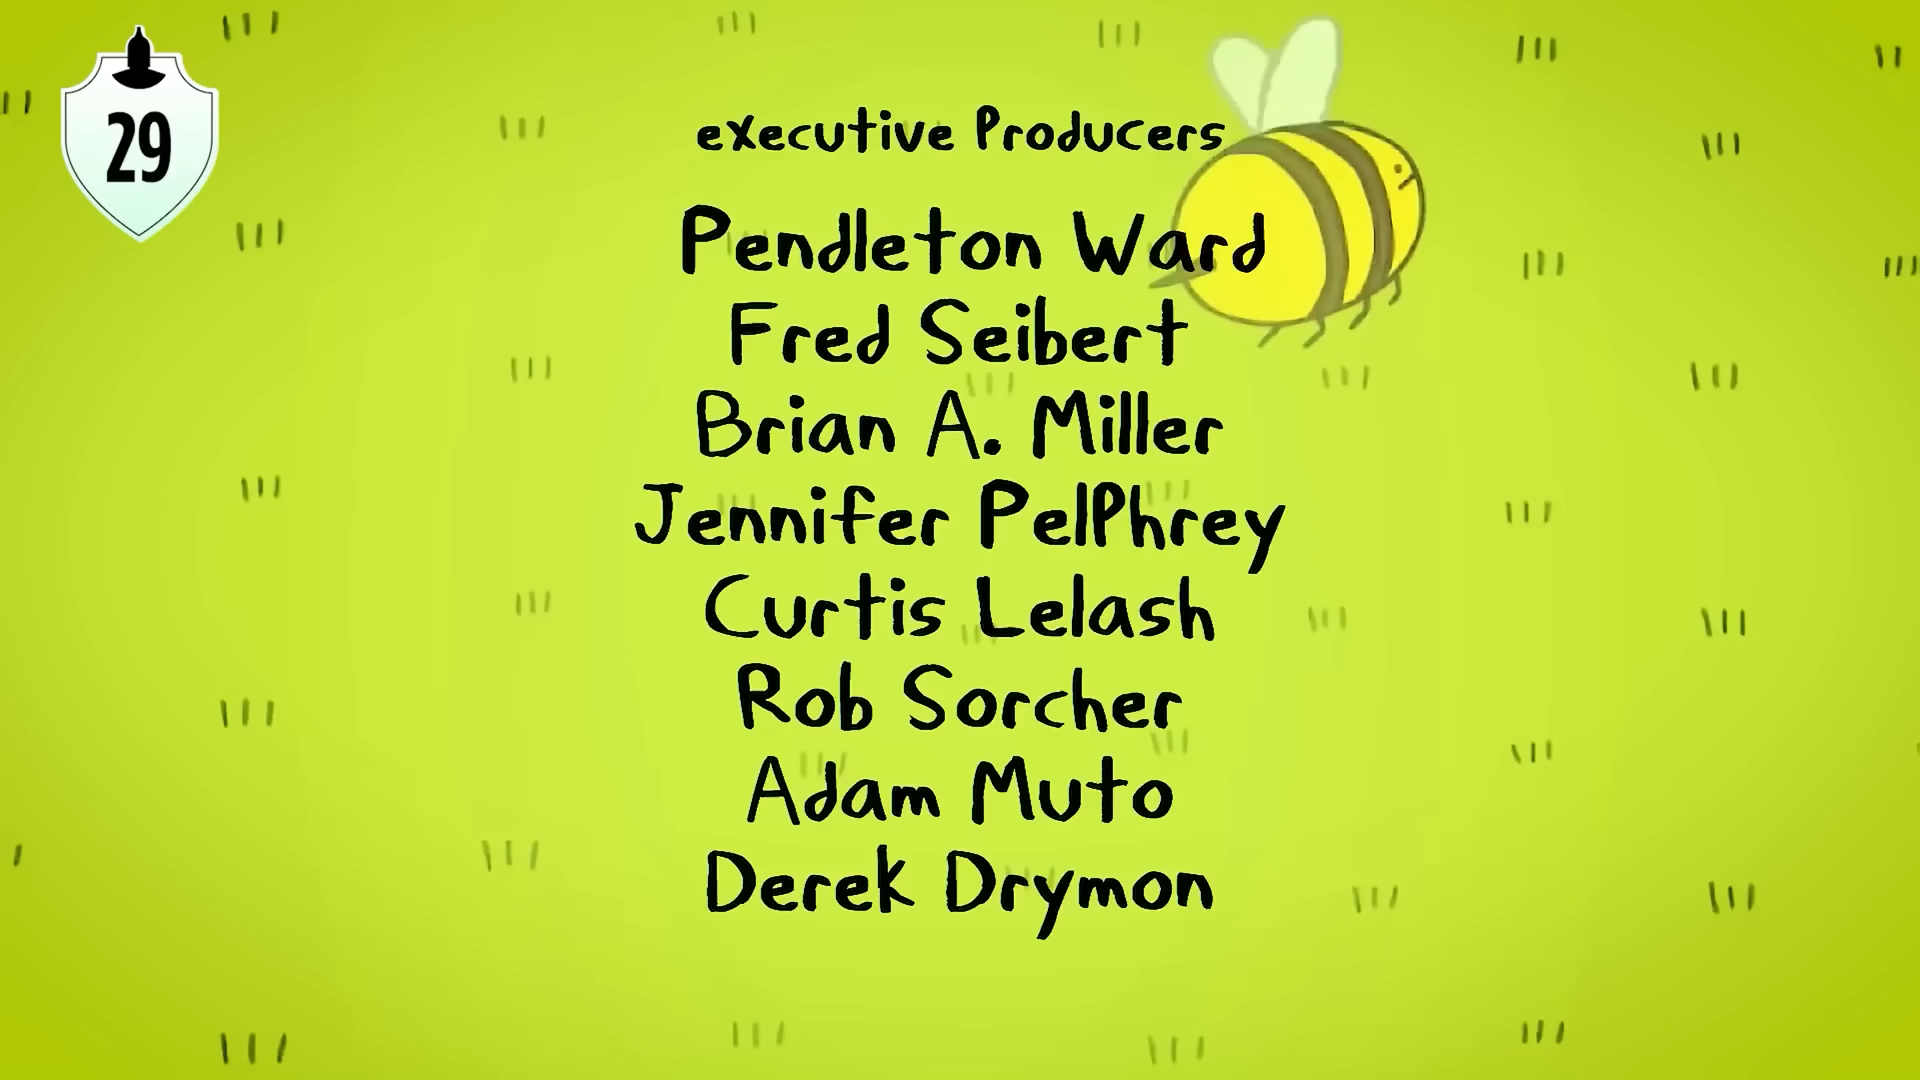 29
executive Producers
Pendleton Ward
Fred Seibert
Brian A. Miller
Jennifer PelPhrey
Curtis Lelash
Rob Sorcher
Adam Muto
Derek Drymon